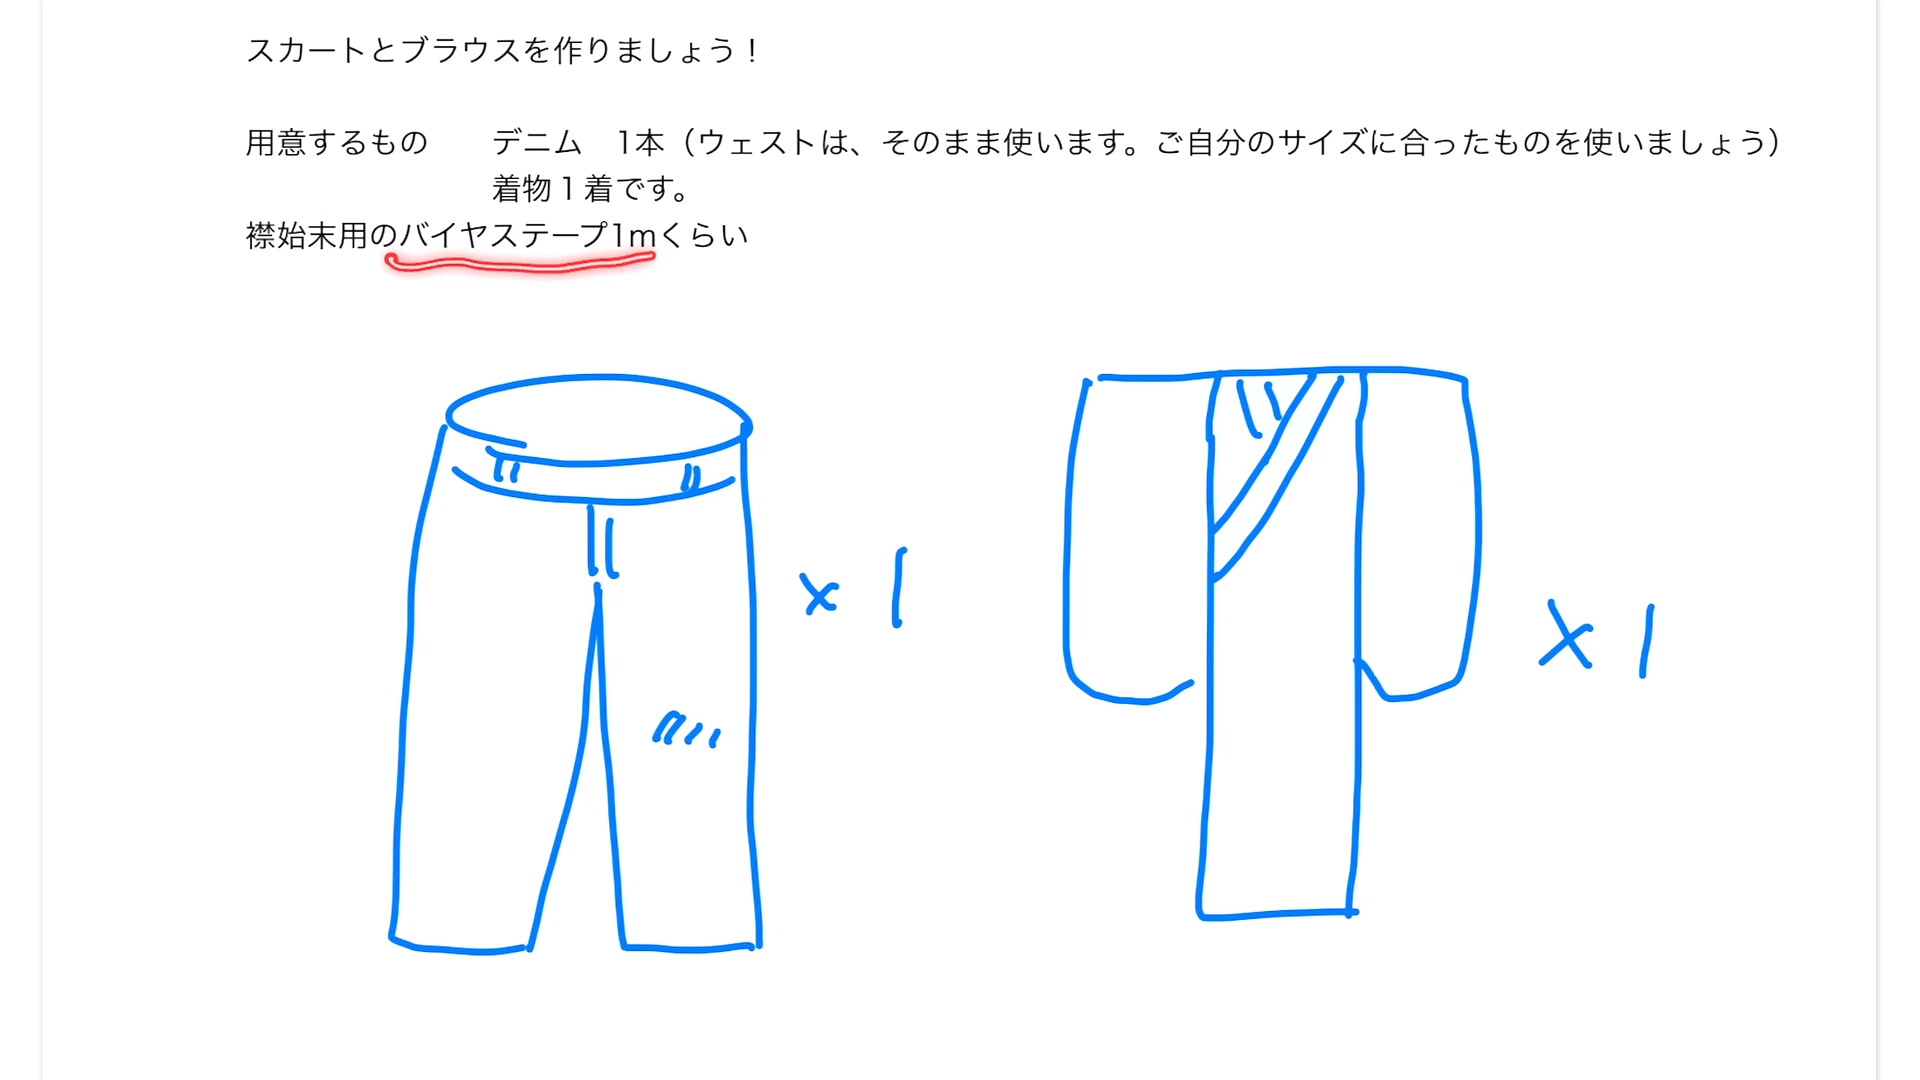 スカートとブラウスを作りましょう！
用意するもの　　デニム　1本（ウェストは、そのまま使います。ご自分のサイズに合ったものを使いましょう）
着物１着です。
襟始末用のバイヤステープ1mくらい
x 1
x 1